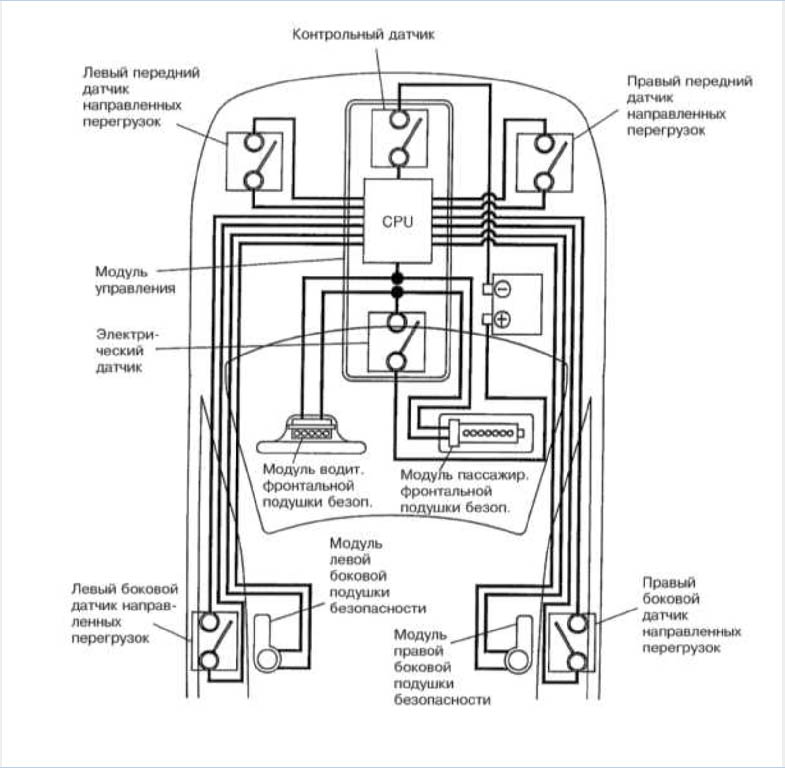 Контрольный датчик
Левый передний
датчик
направленных
перегрузок
Правый передний
датчик
направленных
перегрузок
CPU
Модуль
управления
Электри-
ческий
датчик
Модуль водит.
фронтальной
подушки безоп.
Модуль пассажир.
фронтальной
подушки безоп.
Модуль
левой
боковой
подушки
безопасности
Левый боковой
датчик направ-
ленных
перегрузок
Модуль
правой
боковой
подушки
безопасности
Правый
боковой
датчик
направленных
перегрузок